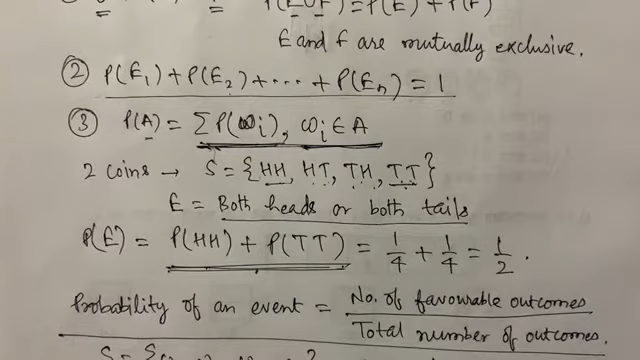 P(E∪F) = P(E) + P(F)
E and F are mutually exclusive.
② P(E₁) + P(E₂) + ... + P(Eₙ) = 1
③ P(A) = ΣP(ωᵢ), ωᵢ ∈ A
2 coins → S = {HH, HT, TH, TT}
E = Both heads or both tails
P(E) = P(HH) + P(TT) = 1/4 + 1/4 = 1/2 .
Probability of an event = No. of favourable outcomes / Total number of outcomes.